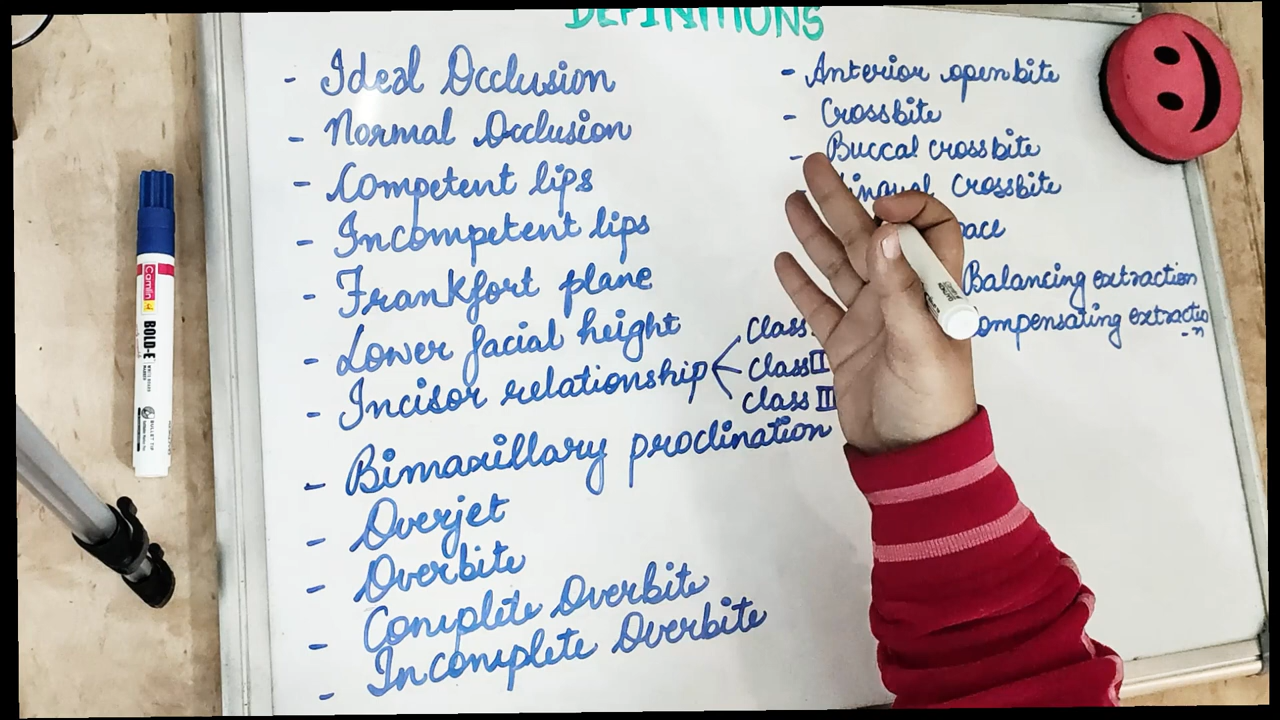 DEFINITIONS
- Ideal Occlusion
- Normal Occlusion
- Competent lips
- Incompetent lips
- Frankfort plane
- Lower facial height
- Incisor relationship
Class
Class II
Class III
- Bimaxillary proclination
- Overjet
- Overbite
- Complete Overbite
- Incomplete Overbite
- Anterior openbite
- Crossbite
- Buccal crossbite
- lingual Crossbite
Balancing extraction
ompensating extractio
-n
Camlin
BOLD-E